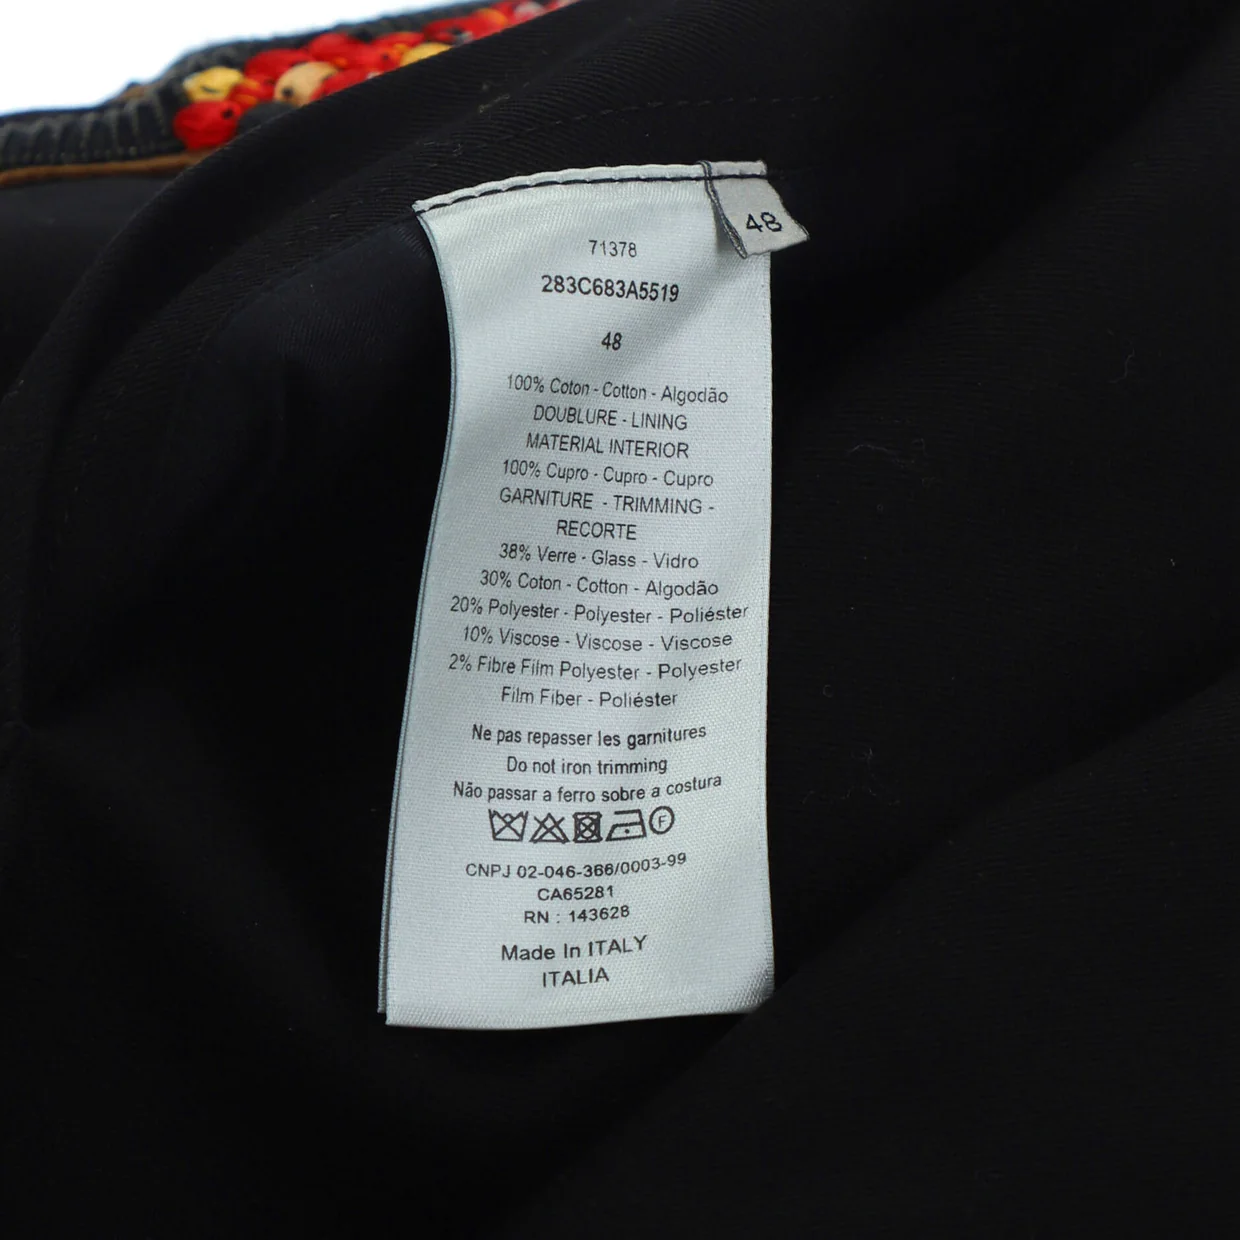 48
71378
283C683A5519
48
100% Coton - Cotton - Algodão
DOUBLURE - LINING
MATERIAL INTERIOR
100% Cupro - Cupro - Cupro
GARNITURE - TRIMMING -
RECORTE
38% Verre - Glass - Vidro
30% Coton - Cotton - Algodão
20% Polyester - Polyester - Poliéster
10% Viscose - Viscose - Viscose
2% Fibre Film Polyester - Polyester
Film Fiber - Poliéster
Ne pas repasser les garnitures
Do not iron trimming
Não passar a ferro sobre a costura
F
CNPJ 02-046-366/0003-99
CA65281
RN : 143628
Made In ITALY
ITALIA